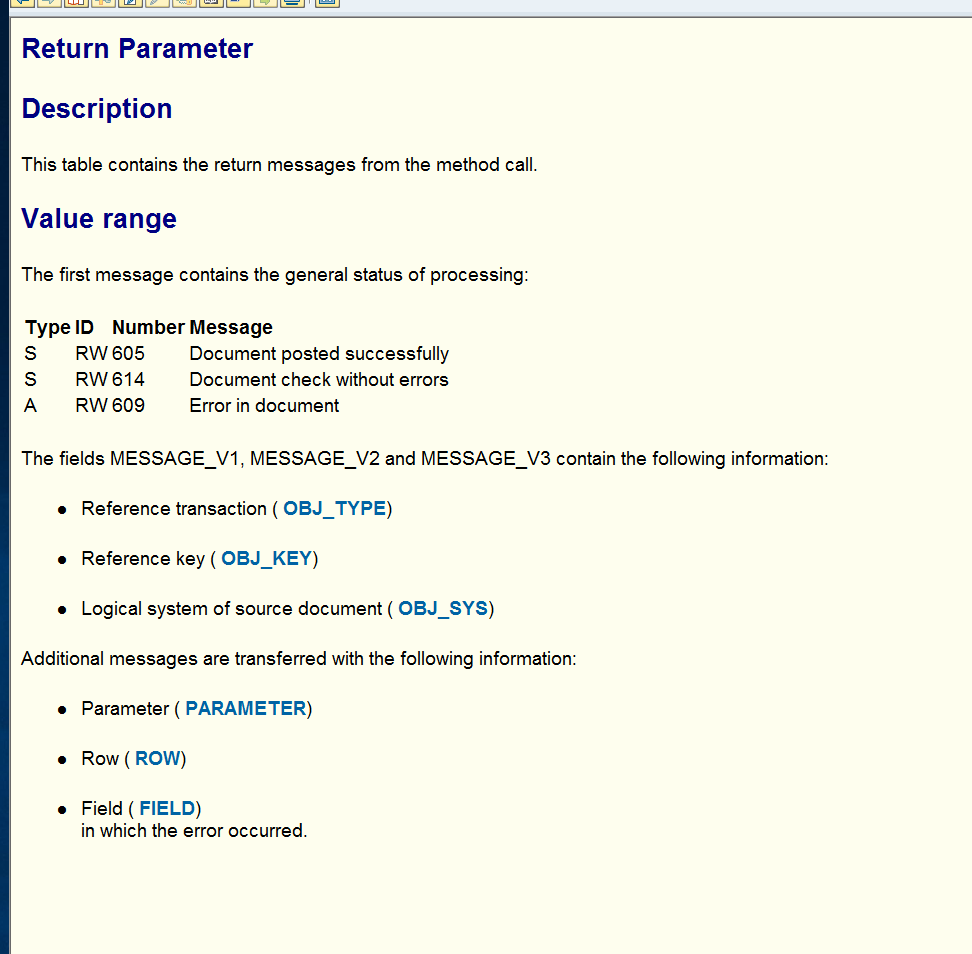 Return Parameter
Description
This table contains the return messages from the method call.
Value range
The first message contains the general status of processing:
Type ID Number Message
S RW 605 Document posted successfully
S RW 614 Document check without errors
A RW 609 Error in document
The fields MESSAGE_V1, MESSAGE_V2 and MESSAGE_V3 contain the following information:
● Reference transaction ( OBJ_TYPE)
● Reference key ( OBJ_KEY)
● Logical system of source document ( OBJ_SYS)
Additional messages are transferred with the following information:
● Parameter ( PARAMETER)
● Row ( ROW)
● Field ( FIELD)
in which the error occurred.